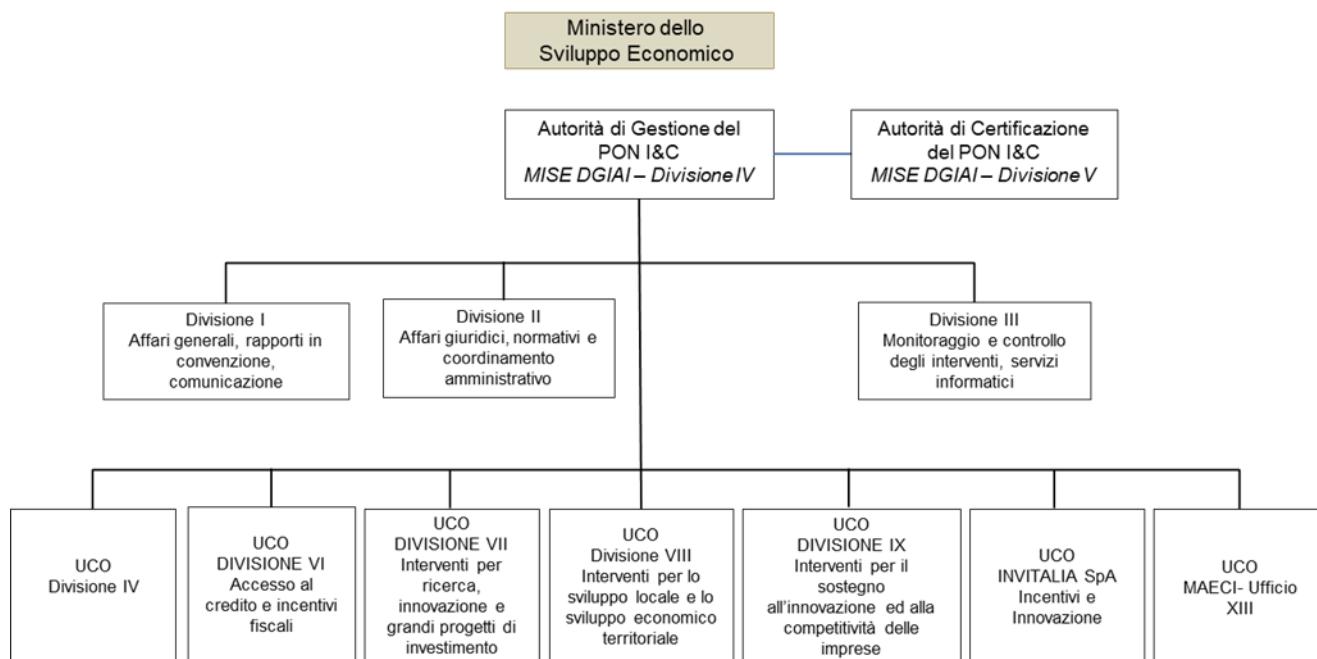 Ministero dello
Sviluppo Economico
Autorità di Gestione del
PON I&C
MISE DGIAI – Divisione IV
Autorità di Certificazione
del PON I&C
MISE DGIAI – Divisione V
Divisione I
Affari generali, rapporti in
convenzione,
comunicazione
Divisione II
Affari giuridici, normativi e
coordinamento
amministrativo
Divisione III
Monitoraggio e controllo
degli interventi, servizi
informatici
UCO
Divisione IV
UCO
DIVISIONE VI
Accesso al
credito e incentivi
fiscali
UCO
DIVISIONE VII
Interventi per
ricerca,
innovazione e
grandi progetti di
investimento
UCO
Divisione VIII
Interventi per lo
sviluppo locale e lo
sviluppo economico
territoriale
UCO
DIVISIONE IX
Interventi per il
sostegno
all’innovazione ed alla
competitività delle
imprese
UCO
INVITALIA SpA
Incentivi e
Innovazione
UCO
MAECI- Ufficio
XIII